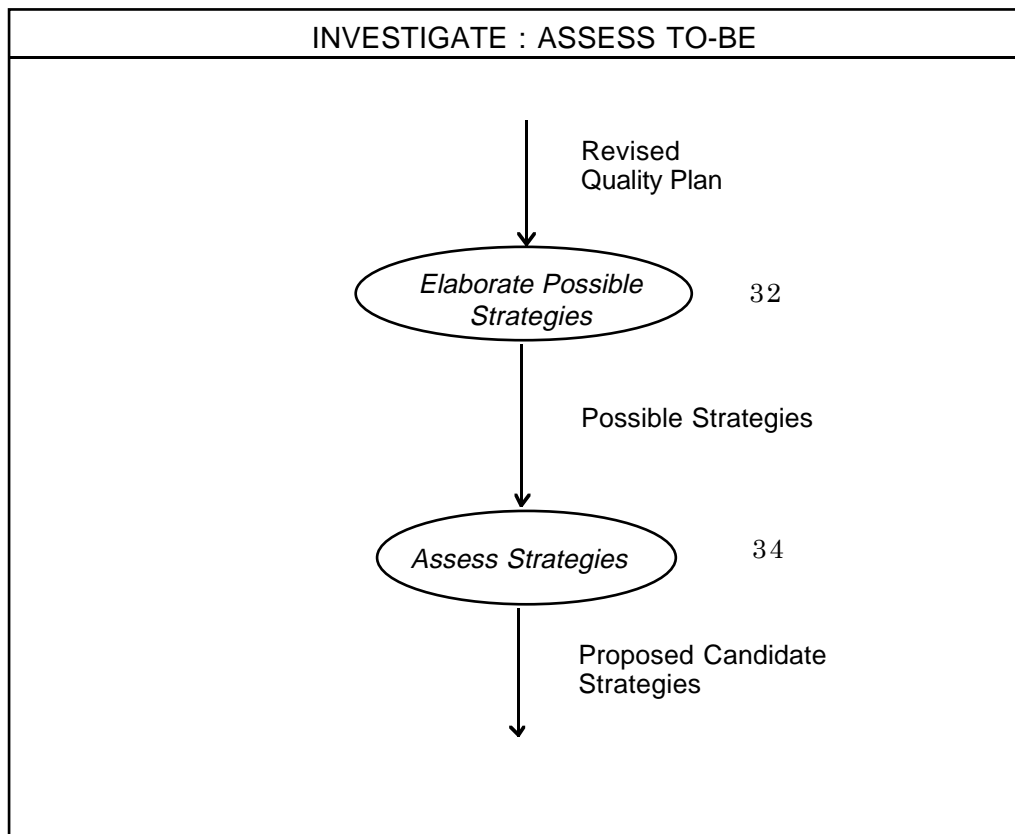 INVESTIGATE : ASSESS TO-BE
Revised
Quality Plan
Elaborate Possible
Strategies
32
Possible Strategies
Assess Strategies
34
Proposed Candidate
Strategies